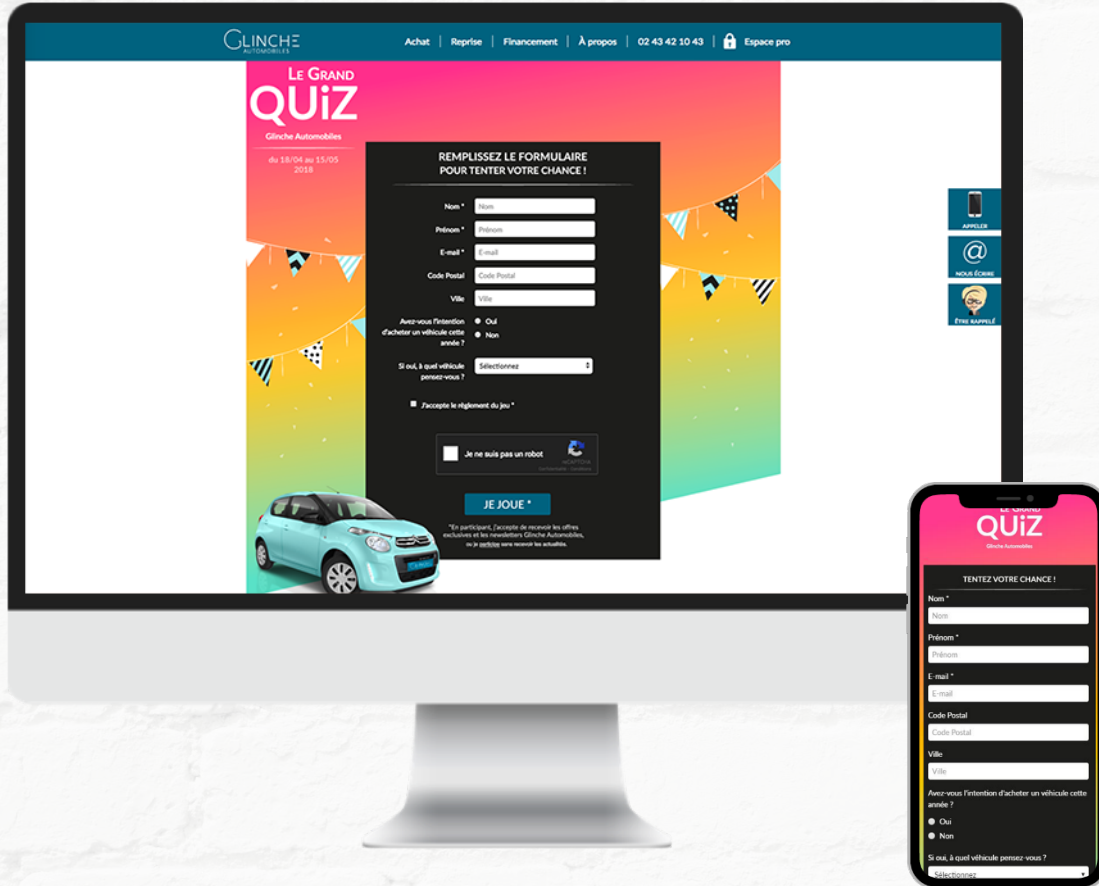 GLINCHE
AUTOMOBILES
Achat | Reprise | Financement | À propos | 02 43 42 10 43 | Espace pro
LE GRAND
QUiZ
Glinche Automobiles
du 18/04 au 15/05
2018
REMPLISSEZ LE FORMULAIRE
POUR TENTER VOTRE CHANCE !
Nom * Nom
Prénom * Prénom
E-mail * E-mail
Code Postal Code Postal
Ville Ville
Avez-vous l'intention
d'acheter un véhicule cette
année ?
Oui
Non
Si oui, à quel véhicule
pensez-vous ?
Sélectionnez
J'accepte le règlement du jeu *
Je ne suis pas un robot
reCAPTCHA
Confidentialité - Conditions
JE JOUE *
*En participant, j'accepte de recevoir les offres
exclusives et les newsletters Glinche Automobiles,
ou je participe sans recevoir les actualités.
APPELER
@
NOUS ÉCRIRE
ÊTRE RAPPELÉ
LE GRAND
QUiZ
Glinche Automobiles
TENTEZ VOTRE CHANCE !
Nom *
Nom
Prénom *
Prénom
E-mail *
E-mail
Code Postal
Code Postal
Ville
Ville
Avez-vous l'intention d'acheter un véhicule cette
année ?
Oui
Non
Si oui, à quel véhicule pensez-vous ?
Sélectionnez